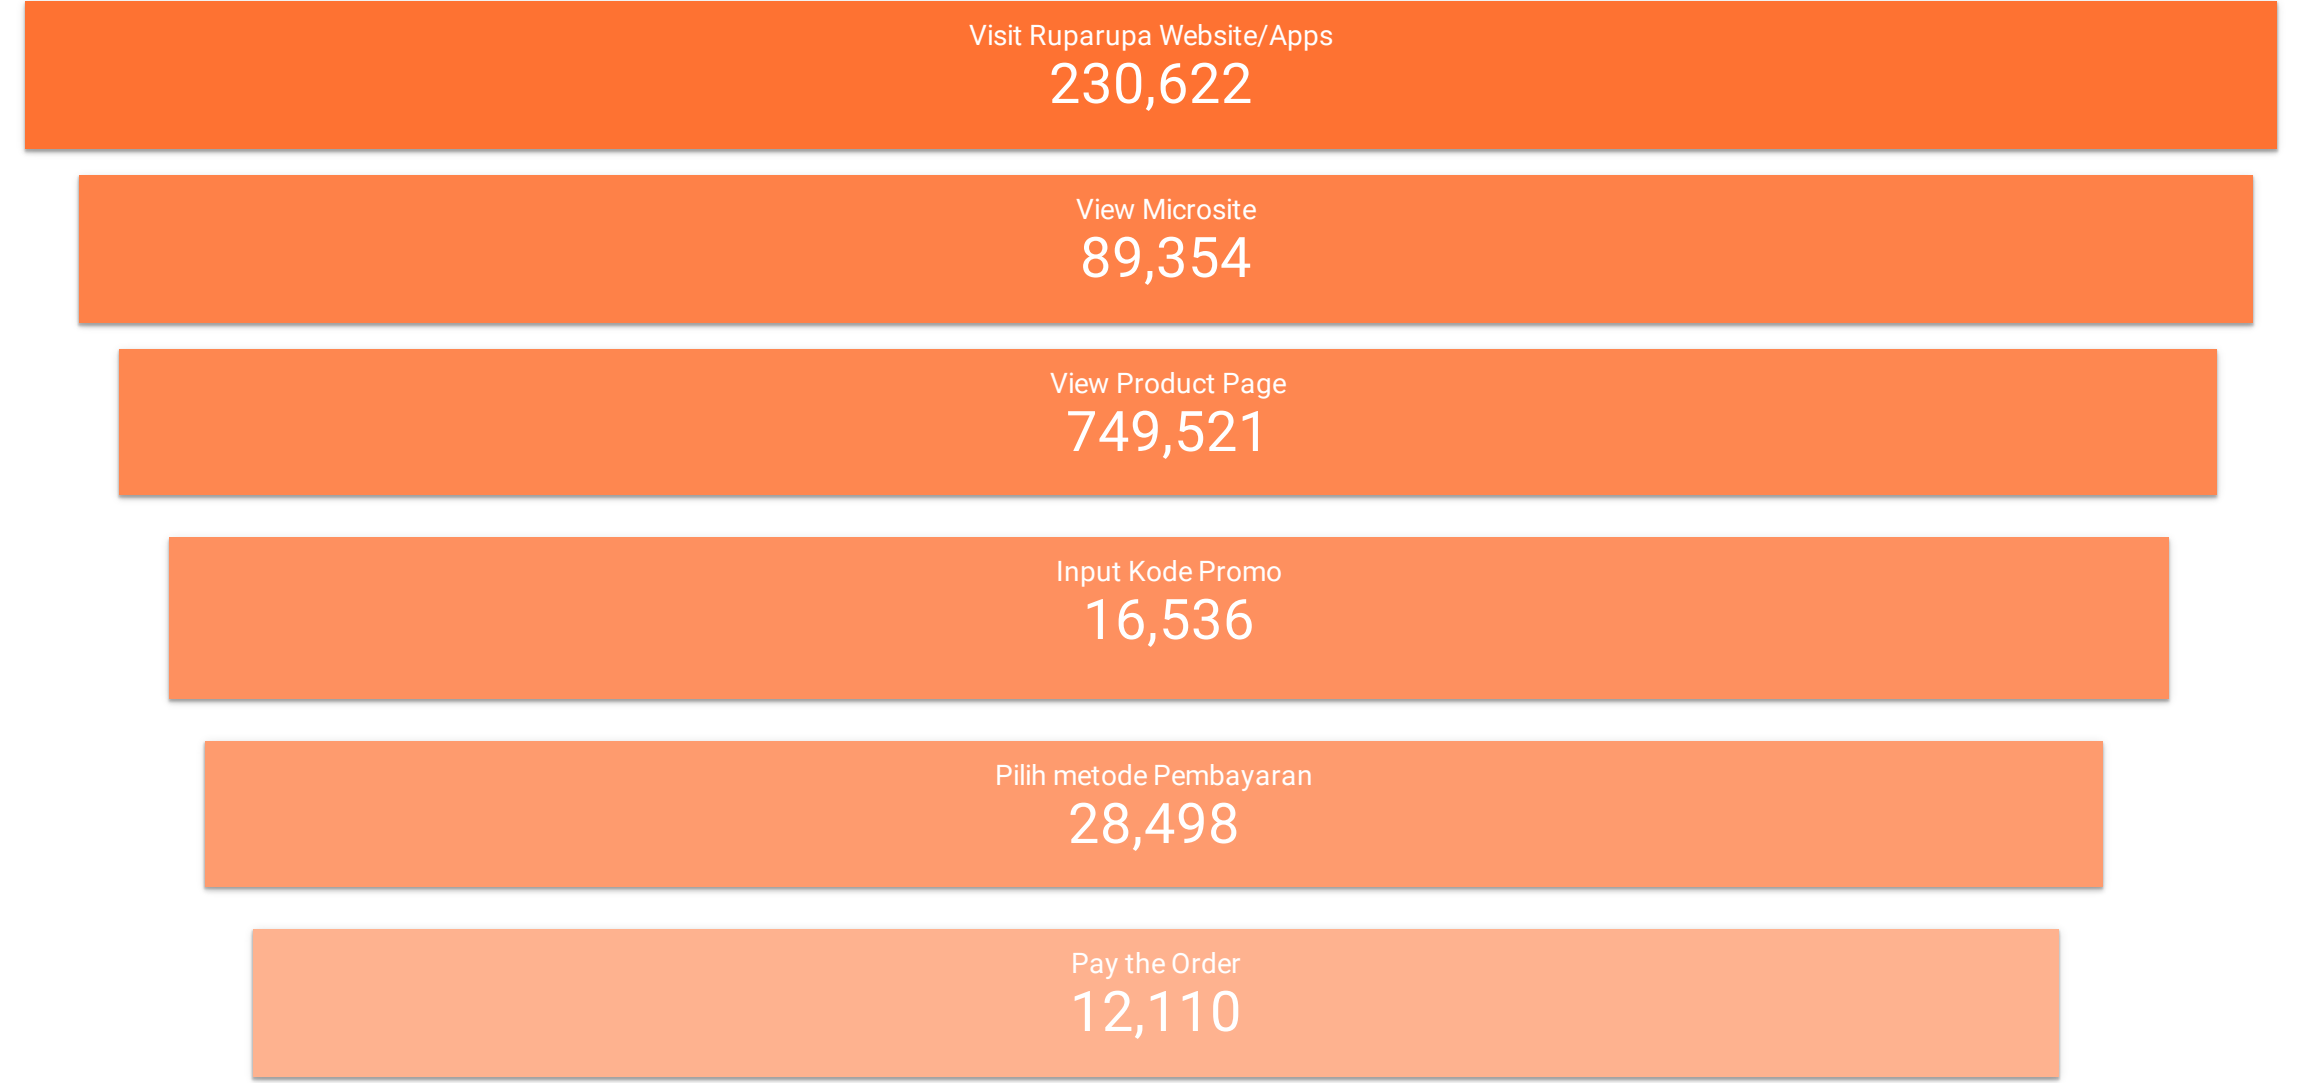 Visit Ruparupa Website/Apps
230,622
View Microsite
89,354
View Product Page
749,521
Input Kode Promo
16,536
Pilih metode Pembayaran
28,498
Pay the Order
12,110